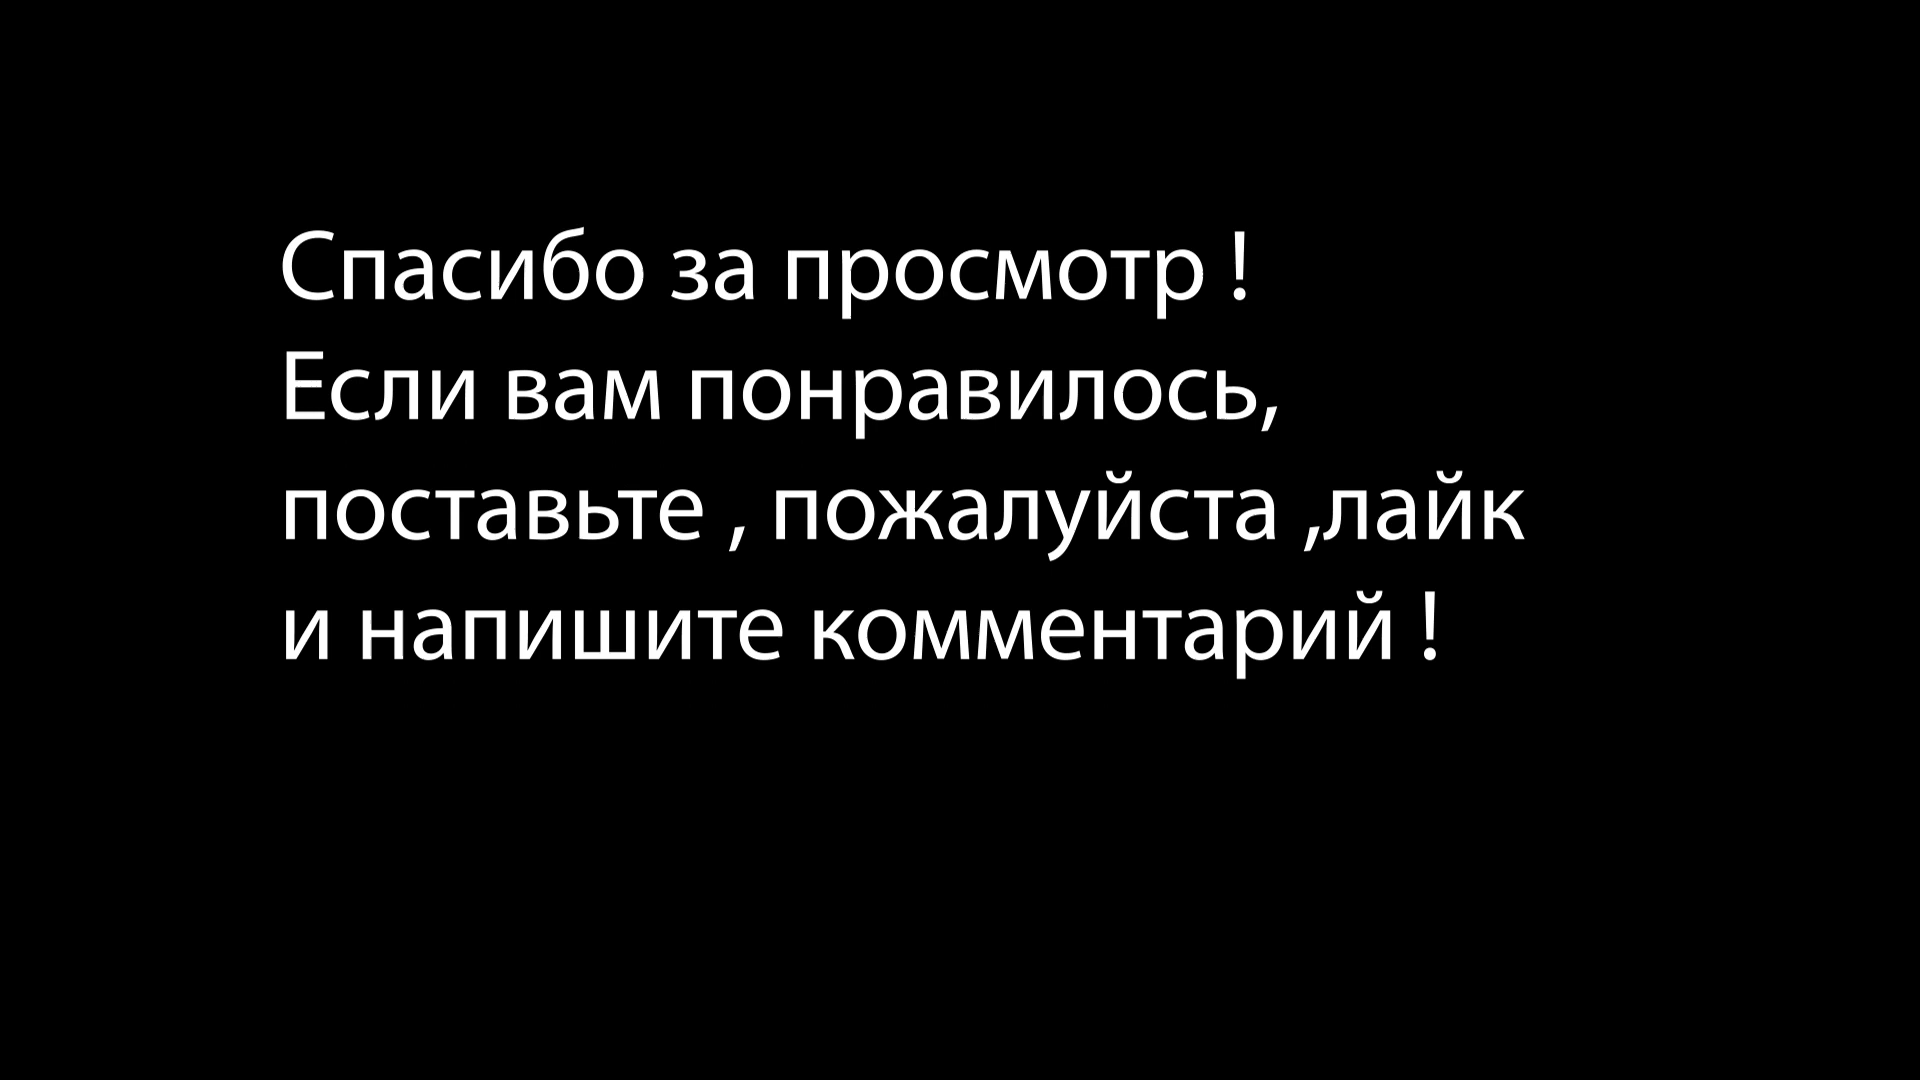 Спасибо за просмотр !
Если вам понравилось,
поставьте , пожалуйста ,лайк
и напишите комментарий !